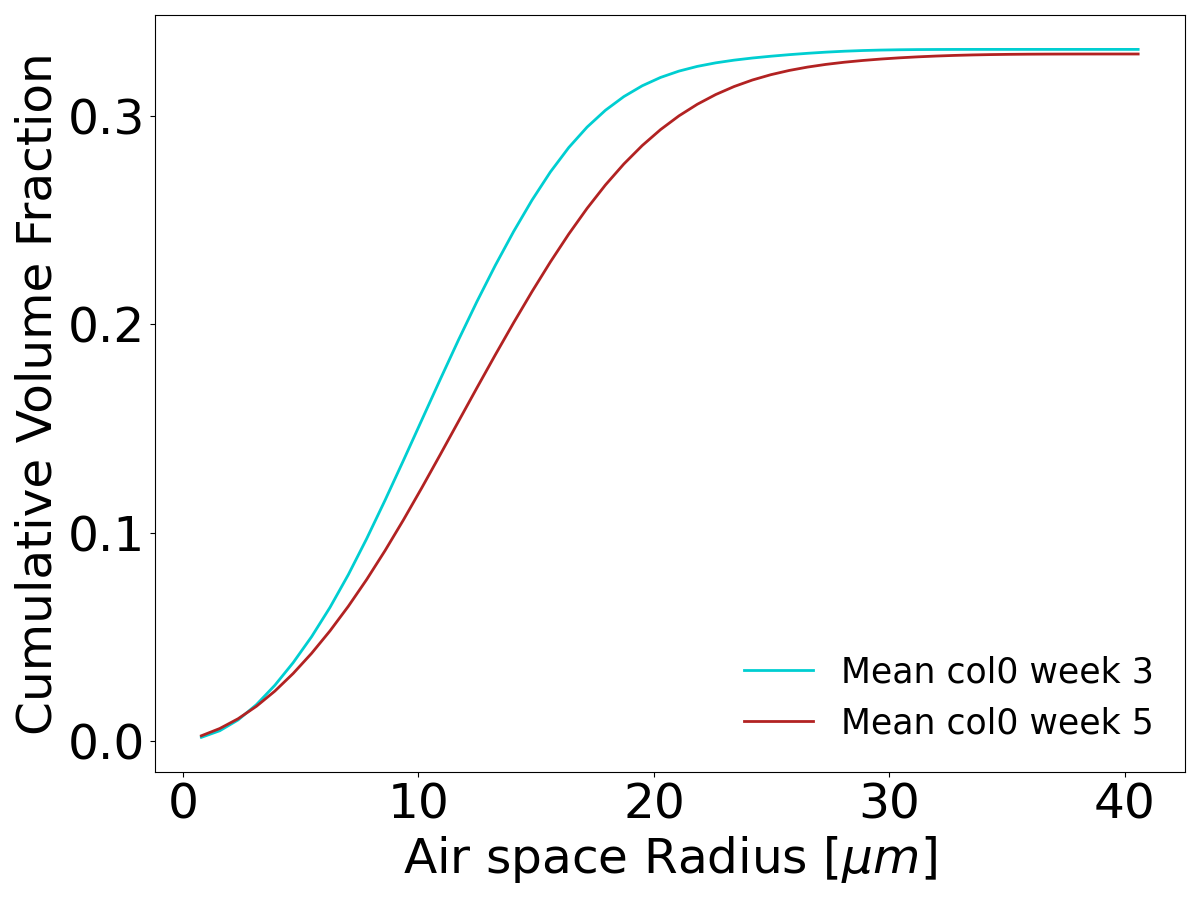 Cumulative Volume Fraction
0.3
0.2
0.1
0.0
Mean col0 week 3
Mean col0 week 5
0 10 20 30 40
Air space Radius [μm]